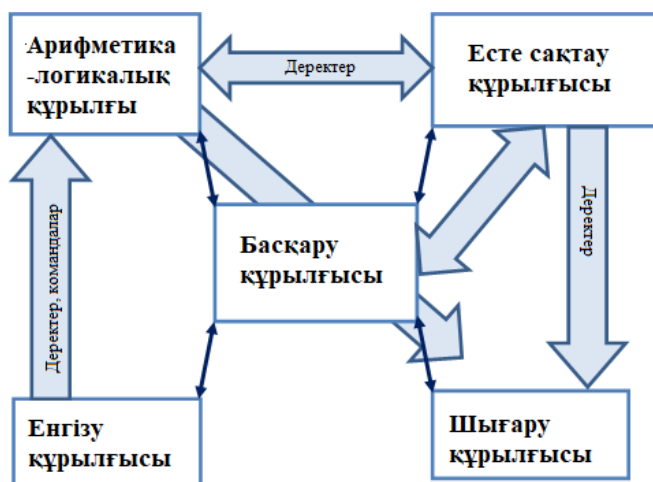 Арифметика
-логикалық
құрылғы
Деректер
Есте сақтау
құрылғысы
Басқару
құрылғысы
Деректер
Деректер, командалар
Енгізу
құрылғысы
Шығару
құрылғысы